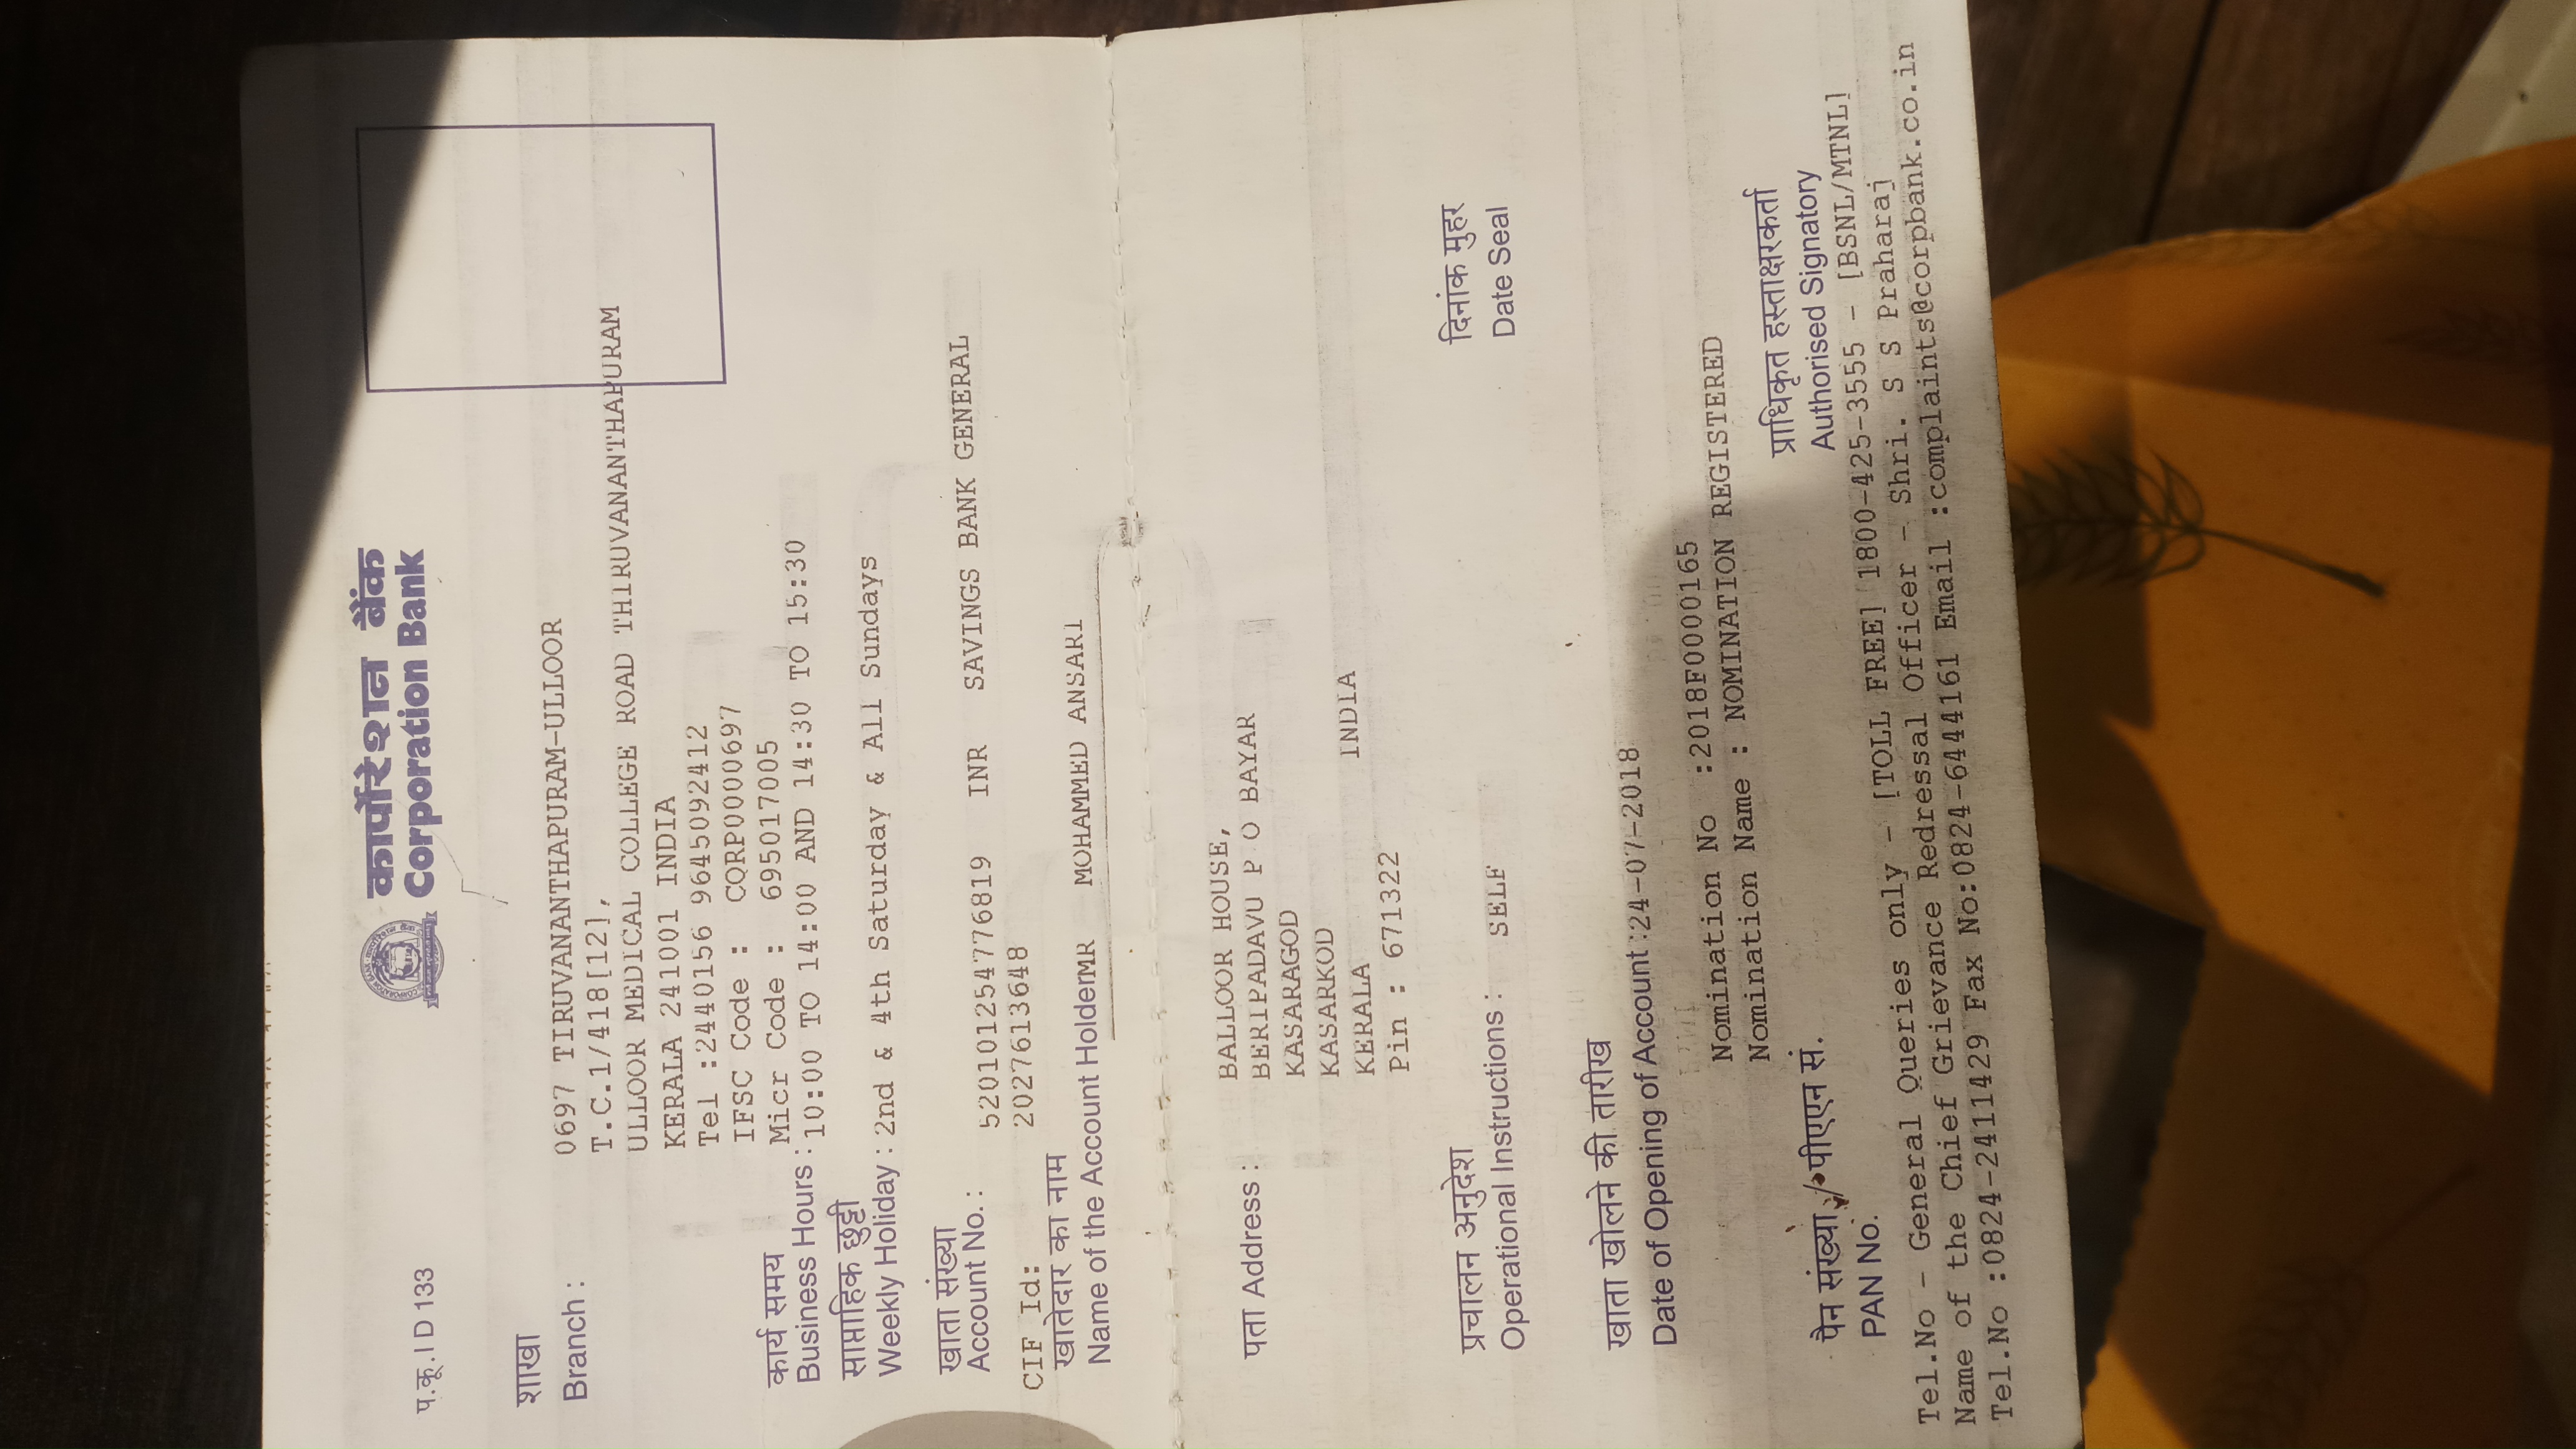 प.कू.I D 133
कार्पोरेशन बैंक
Corporation Bank
शाखा
Branch :
0697 TIRUVANANTHAPURAM-ULLOOR
T.C.1/418[12],
ULLOOR MEDICAL COLLEGE ROAD THIRUVANANTHAPURAM
KERALA 241001 INDIA
Tel :2440156 9645092412
IFSC Code : CORP0000697
Micr Code : 695017005
कार्य समय
Business Hours : 10:00 TO 14:00 AND 14:30 TO 15:30
साप्ताहिक छुट्टी
Weekly Holiday : 2nd & 4th Saturday & All Sundays
खाता संख्या
Account No. : 520101254776819 INR SAVINGS BANK GENERAL
CIF Id: 2027613648
खातेदार का नाम
Name of the Account Holder MR MOHAMMED ANSARI
पता Address :
BALLOOR HOUSE,
BERIPADAVU P O BAYAR
KASARAGOD
KASARKOD
KERALA INDIA
Pin : 671322
प्रचालन अनुदेश
Operational Instructions : SELF
दिनांक मुहर
Date Seal
खाता खोलने की तारीख
Date of Opening of Account :24-07-2018
Nomination No :2018F0000165
Nomination Name : NOMINATION REGISTERED
प्राधिकृत हस्ताक्षरकर्ता
Authorised Signatory
पैन संख्या / पीएएन सं.
PAN No.
Tel.No - General Queries only - [TOLL FREE] 1800-425-3555 - [BSNL/MTNL]
Name of the Chief Grievance Redressal Officer - Shri. S S Praharaj
Tel.No :0824-2411429 Fax No:0824-6444161 Email :complaints@corpbank.co.in